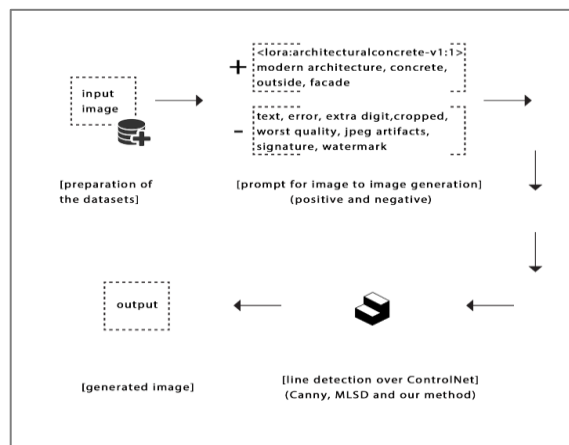 input
image
[preparation of
the datasets]
+ <lora:architecturalconcrete-v1:1>
modern architecture, concrete,
outside, facade
- text, error, extra digit,cropped,
worst quality, jpeg artifacts,
signature, watermark
[prompt for image to image generation]
(positive and negative)
output
[generated image]
[line detection over ControlNet]
(Canny, MLSD and our method)